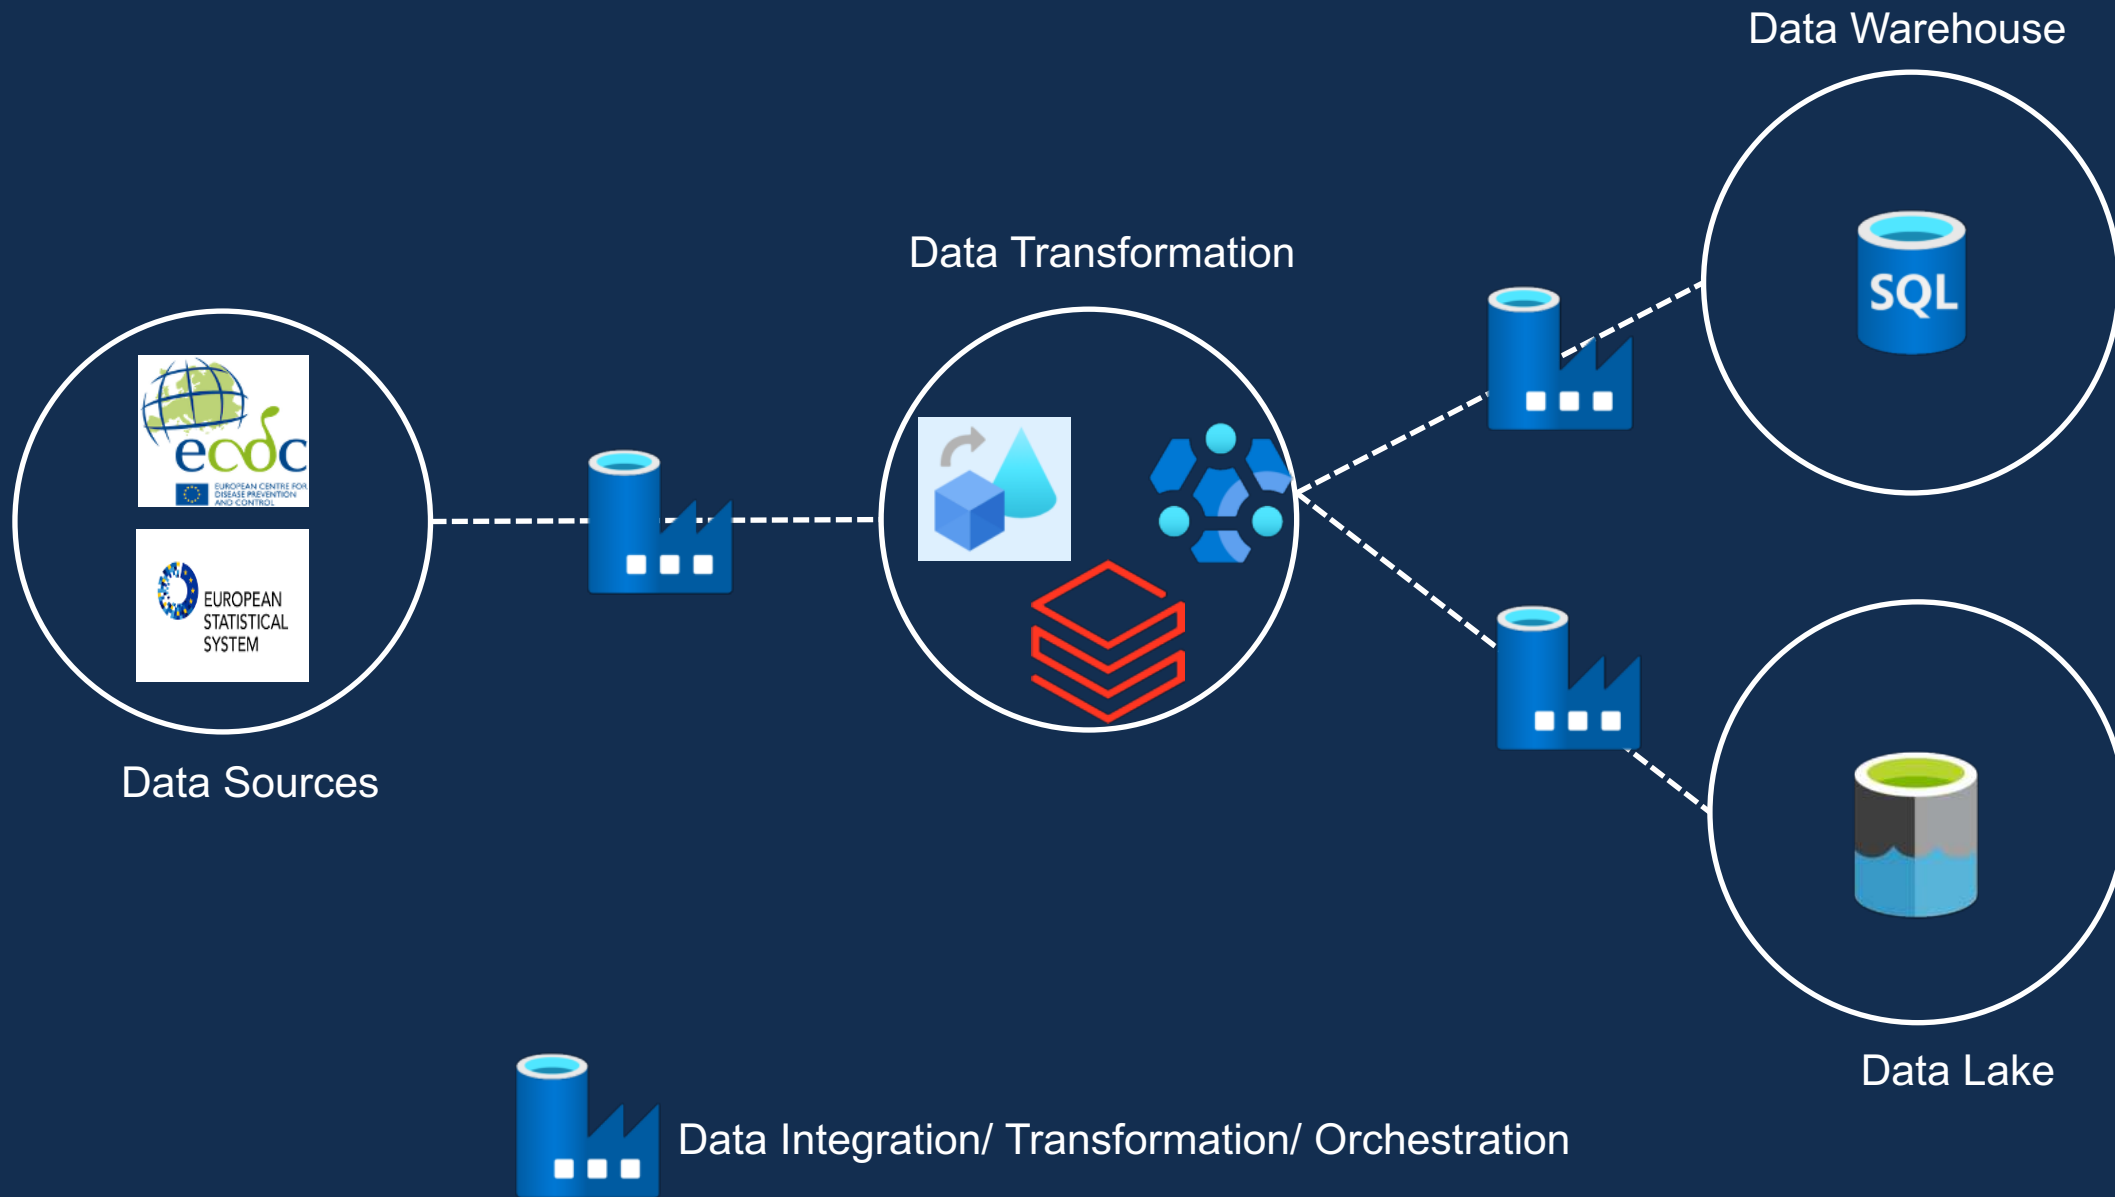 Data Warehouse
SQL
Data Transformation
ecdc
EUROPEAN CENTRE FOR
DISEASE PREVENTION
AND CONTROL
EUROPEAN
STATISTICAL
SYSTEM
Data Sources
Data Lake
Data Integration/ Transformation/ Orchestration